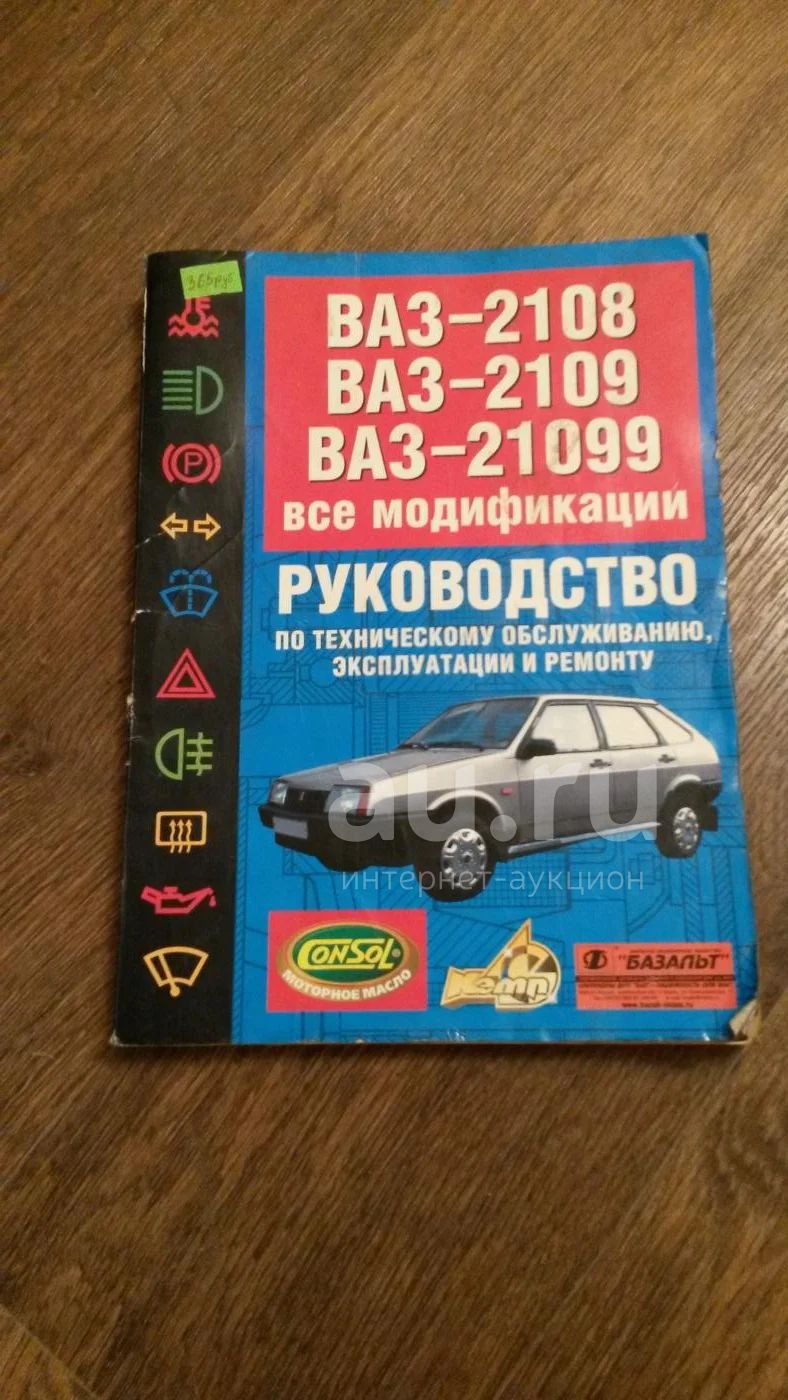 365руб.
ВАЗ-2108
ВАЗ-2109
ВАЗ-21099
все модификации
РУКОВОДСТВО
ПО ТЕХНИЧЕСКОМУ ОБСЛУЖИВАНИЮ,
ЭКСПЛУАТАЦИИ И РЕМОНТУ
au.ru
интернет-аукцион
CONSOL®
МОТОРНОЕ МАСЛО
Кемп
"БАЗАЛЬТ"
P